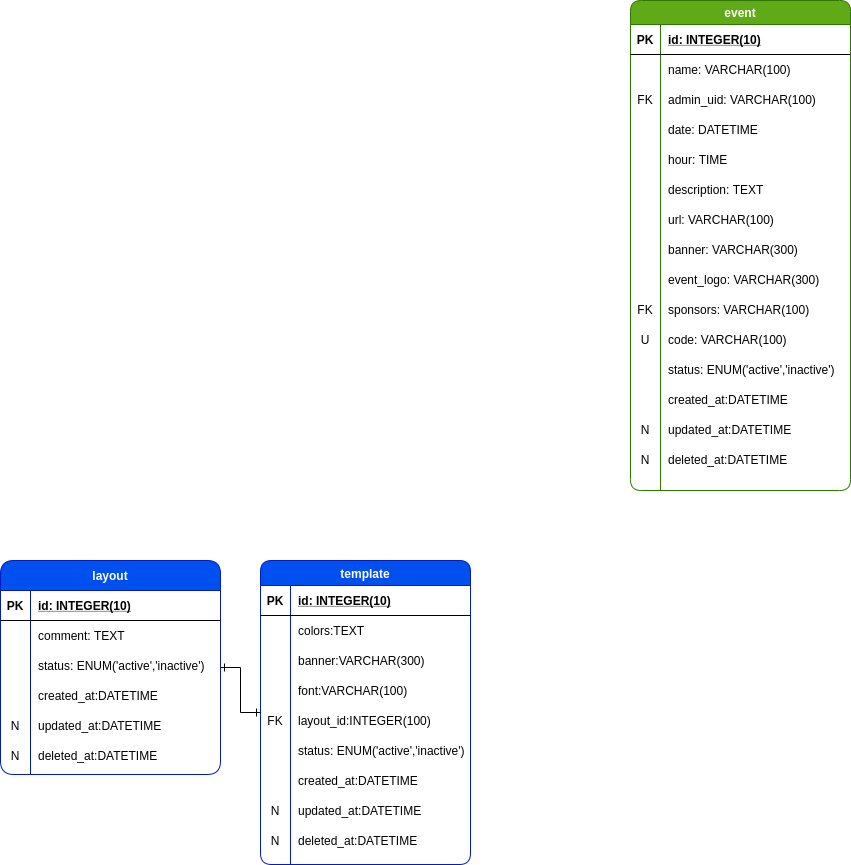 event
PK id: INTEGER(10)
name: VARCHAR(100)
FK admin_uid: VARCHAR(100)
date: DATETIME
hour: TIME
description: TEXT
url: VARCHAR(100)
banner: VARCHAR(300)
event_logo: VARCHAR(300)
FK sponsors: VARCHAR(100)
U code: VARCHAR(100)
status: ENUM('active','inactive')
created_at:DATETIME
N updated_at:DATETIME
N deleted_at:DATETIME
layout
PK id: INTEGER(10)
comment: TEXT
status: ENUM('active','inactive')
created_at:DATETIME
N updated_at:DATETIME
N deleted_at:DATETIME
template
PK id: INTEGER(10)
colors:TEXT
banner:VARCHAR(300)
font:VARCHAR(100)
FK layout_id:INTEGER(100)
status: ENUM('active','inactive')
created_at:DATETIME
N updated_at:DATETIME
N deleted_at:DATETIME